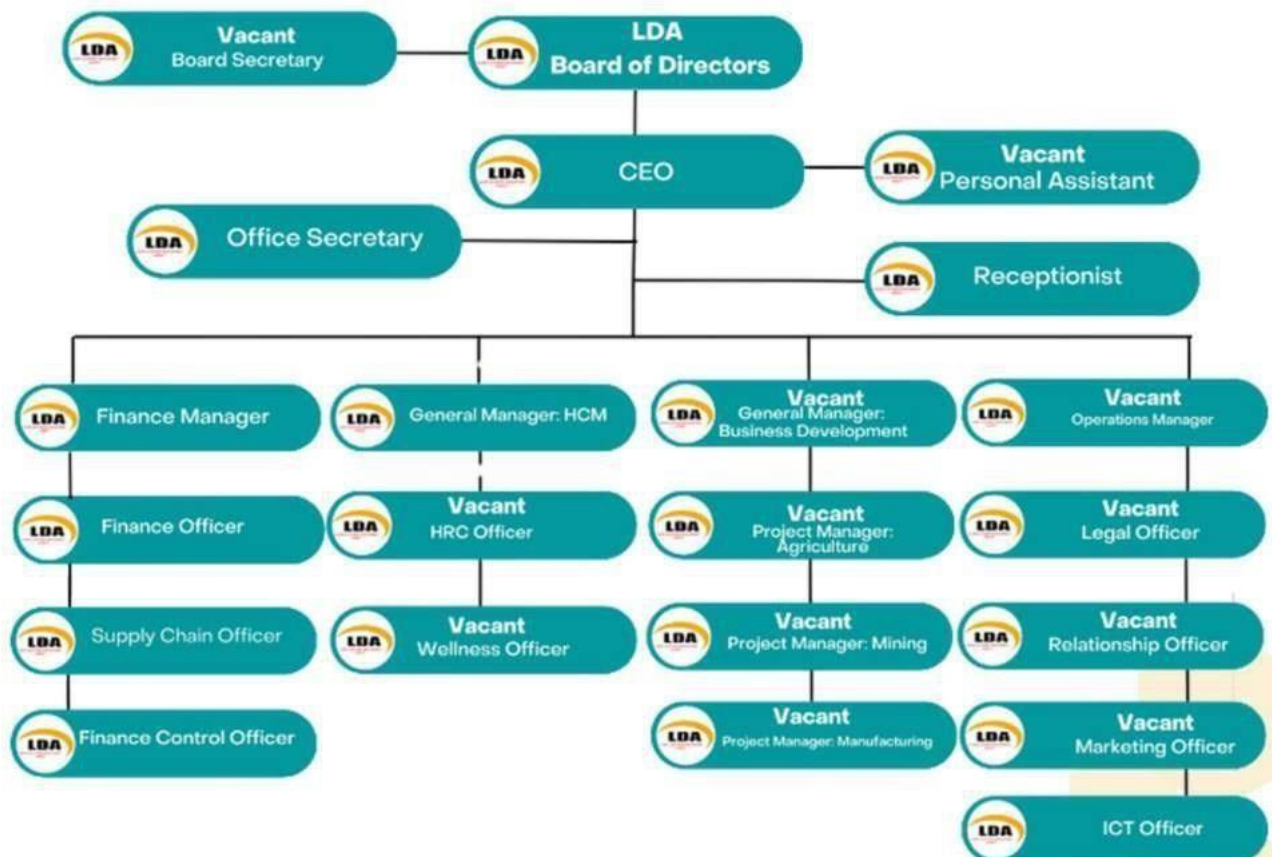 LDA
Vacant
Board Secretary
LDA
LDA
Board of Directors
LDA
CEO
LDA
Vacant
Personal Assistant
LDA
Office Secretary
LDA
Receptionist
LDA
Finance Manager
LDA
General Manager: HCM
LDA
Vacant
General Manager:
Business Development
LDA
Vacant
Operations Manager
LDA
Finance Officer
LDA
Vacant
HRC Officer
LDA
Vacant
Project Manager:
Agriculture
LDA
Vacant
Legal Officer
LDA
Supply Chain Officer
LDA
Vacant
Wellness Officer
LDA
Vacant
Project Manager: Mining
LDA
Vacant
Relationship Officer
LDA
Finance Control Officer
LDA
Vacant
Project Manager: Manufacturing
LDA
Vacant
Marketing Officer
LDA
ICT Officer